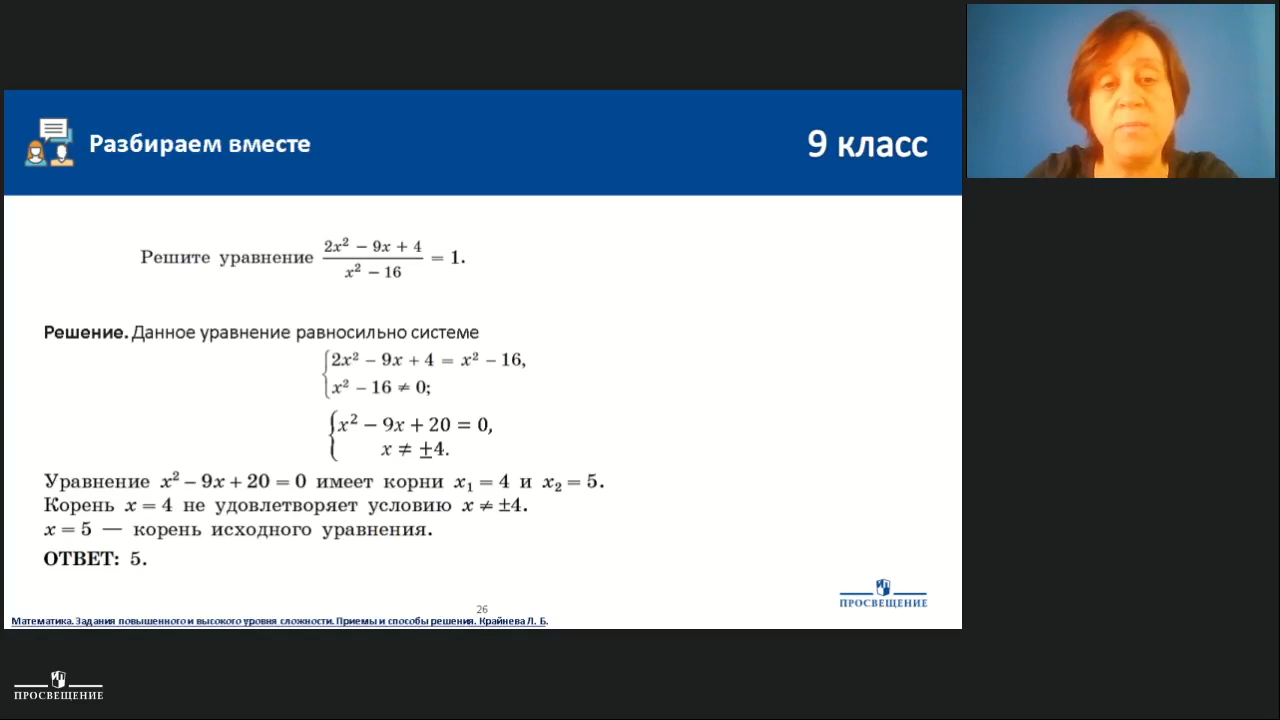 Разбираем вместе
9 класс
Решите уравнение (2x² − 9x + 4)/(x² − 16) = 1.
Решение. Данное уравнение равносильно системе
{2x² − 9x + 4 = x² − 16,
x² − 16 ≠ 0;
{x² − 9x + 20 = 0,
x ≠ ±4.
Уравнение x² − 9x + 20 = 0 имеет корни x₁ = 4 и x₂ = 5.
Корень x = 4 не удовлетворяет условию x ≠ ±4.
x = 5 — корень исходного уравнения.
ОТВЕТ: 5.
ПРОСВЕЩЕНИЕ
26
Математика. Задания повышенного и высокого уровня сложности. Приемы и способы решения. Крайнева Л. Б.
ПРОСВЕЩЕНИЕ